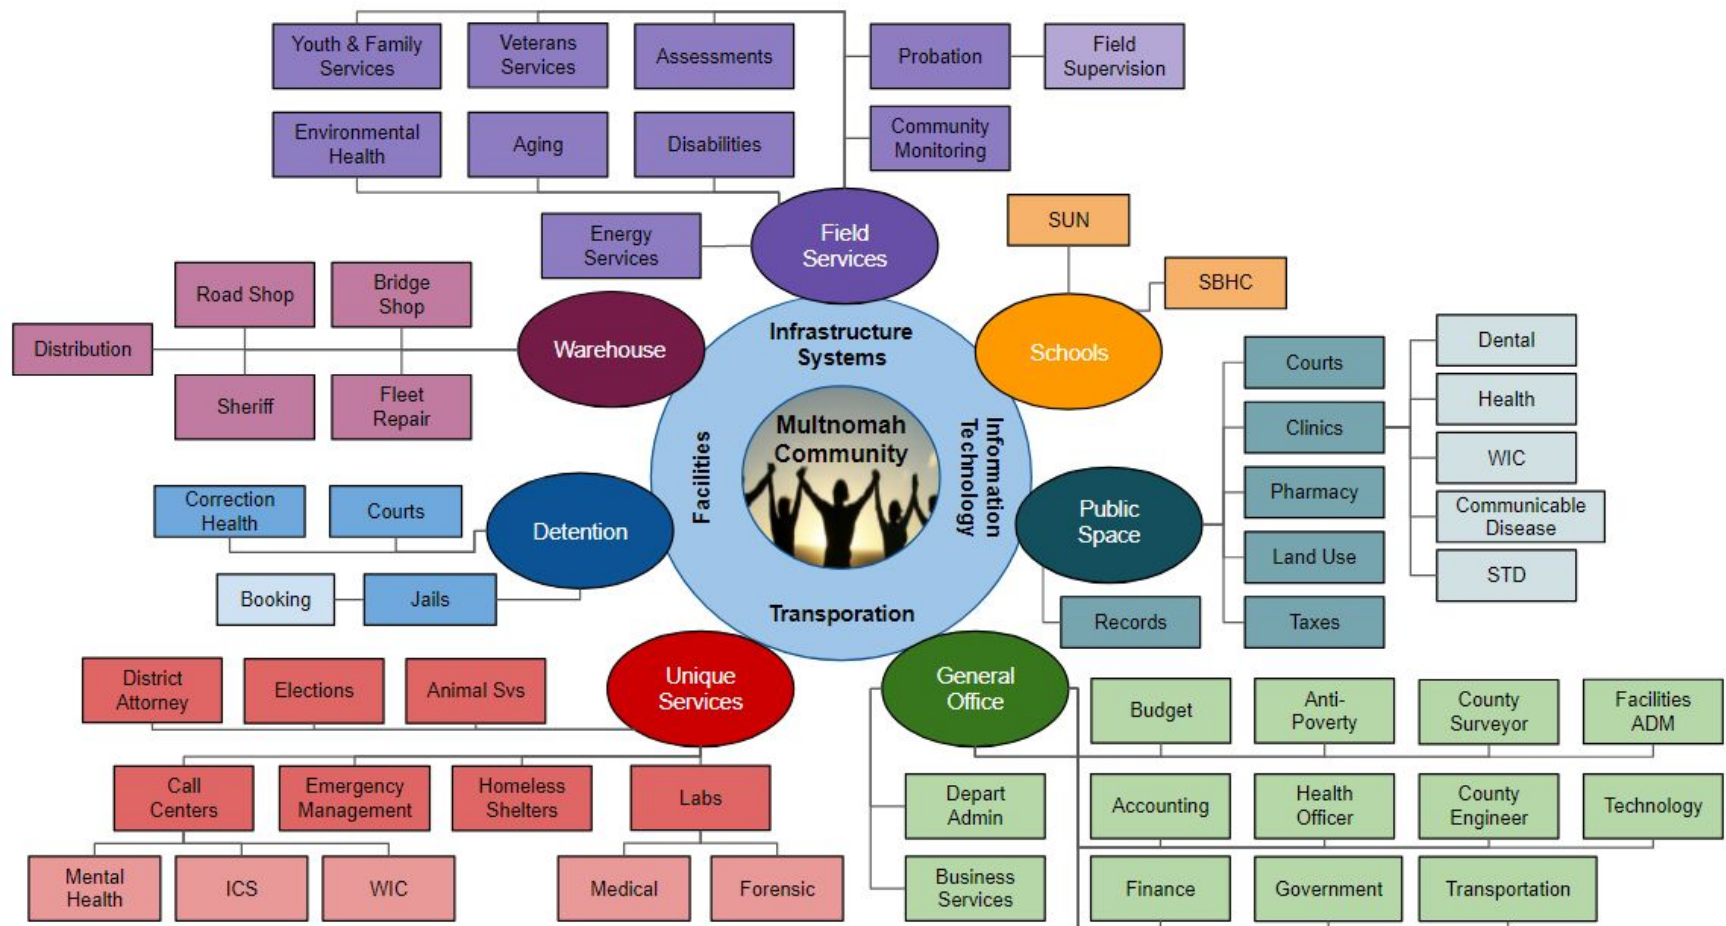 Youth & Family
Services
Veterans
Services
Assessments
Probation
Field
Supervision
Environmental
Health
Aging
Disabilities
Community
Monitoring
Energy
Services
Field
Services
SUN
SBHC
Schools
Road Shop
Bridge
Shop
Distribution
Warehouse
Sheriff
Fleet
Repair
Infrastructure
Systems
Multnomah
Community
Facilities
Information
Technology
Transporation
Courts
Clinics
Pharmacy
Land Use
Taxes
Records
Public
Space
Dental
Health
WIC
Communicable
Disease
STD
Correction
Health
Courts
Detention
Booking
Jails
District
Attorney
Elections
Animal Svs
Unique
Services
Call
Centers
Emergency
Management
Homeless
Shelters
Labs
Mental
Health
ICS
WIC
Medical
Forensic
General
Office
Budget
Anti-
Poverty
County
Surveyor
Facilities
ADM
Depart
Admin
Accounting
Health
Officer
County
Engineer
Technology
Business
Services
Finance
Government
Transportation